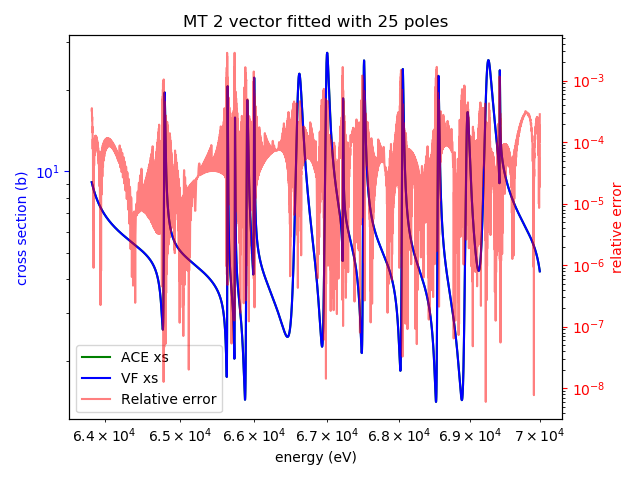 MT 2 vector fitted with 25 poles
cross section (b)
10¹
ACE xs
VF xs
Relative error
10⁻³
10⁻⁴
10⁻⁵
10⁻⁶
10⁻⁷
10⁻⁸
relative error
6.4 × 10⁴ 6.5 × 10⁴ 6.6 × 10⁴ 6.7 × 10⁴ 6.8 × 10⁴ 6.9 × 10⁴ 7 × 10⁴
energy (eV)